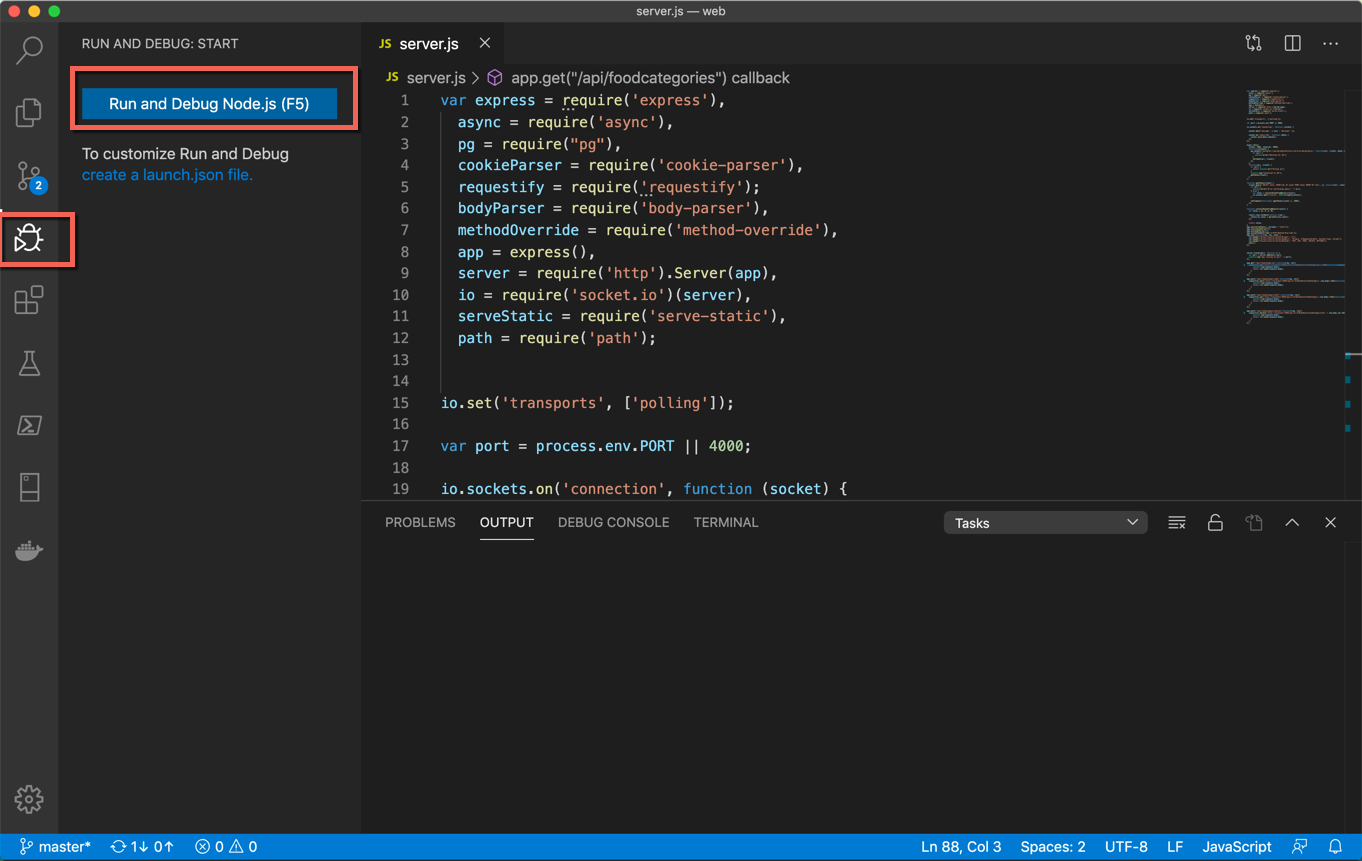 server.js — web
RUN AND DEBUG: START
Run and Debug Node.js (F5)
To customize Run and Debug
create a launch.json file.
2
JS server.js
JS server.js > app.get("/api/foodcategories") callback
1 var express = require('express'),
2 async = require('async'),
3 pg = require("pg"),
4 cookieParser = require('cookie-parser'),
5 requestify = require('requestify');
6 bodyParser = require('body-parser'),
7 methodOverride = require('method-override'),
8 app = express(),
9 server = require('http').Server(app),
10 io = require('socket.io')(server),
11 serveStatic = require('serve-static'),
12 path = require('path');
13
14
15 io.set('transports', ['polling']);
16
17 var port = process.env.PORT || 4000;
18
19 io.sockets.on('connection', function (socket) {
PROBLEMS OUTPUT DEBUG CONSOLE TERMINAL Tasks
master* 1↓ 0↑ 0 0 Ln 88, Col 3 Spaces: 2 UTF-8 LF JavaScript